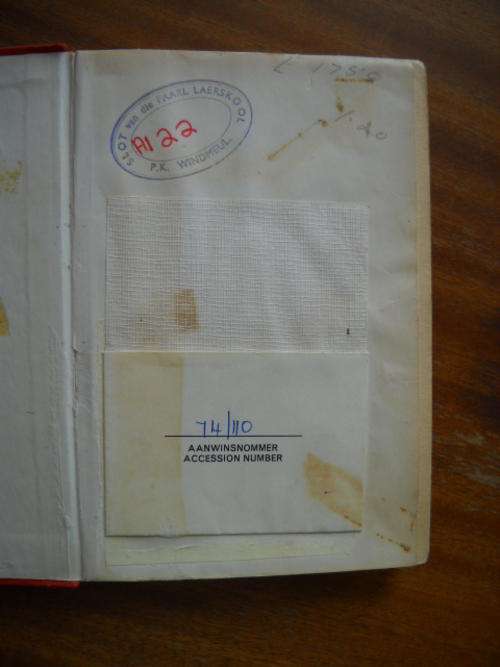 SLOT van die PAARL LAERSKOOL
A122
P.K. WINDMEUL.
74/110
AANWINSNOMMER
ACCESSION NUMBER